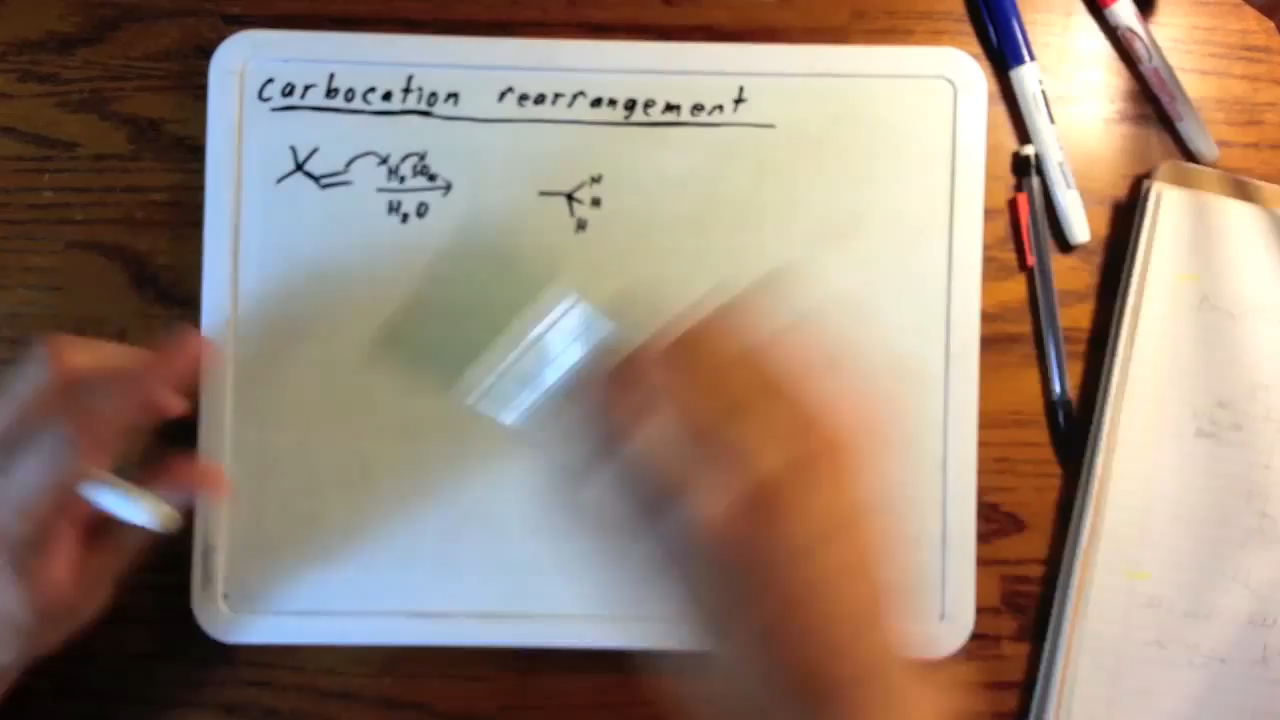 carbocation rearrangement
H₂SO₄
H₂O
H
H
H